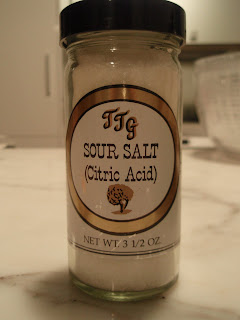 TTG
SOUR SALT
(Citric Acid)
NET WT. 3 1/2 OZ.